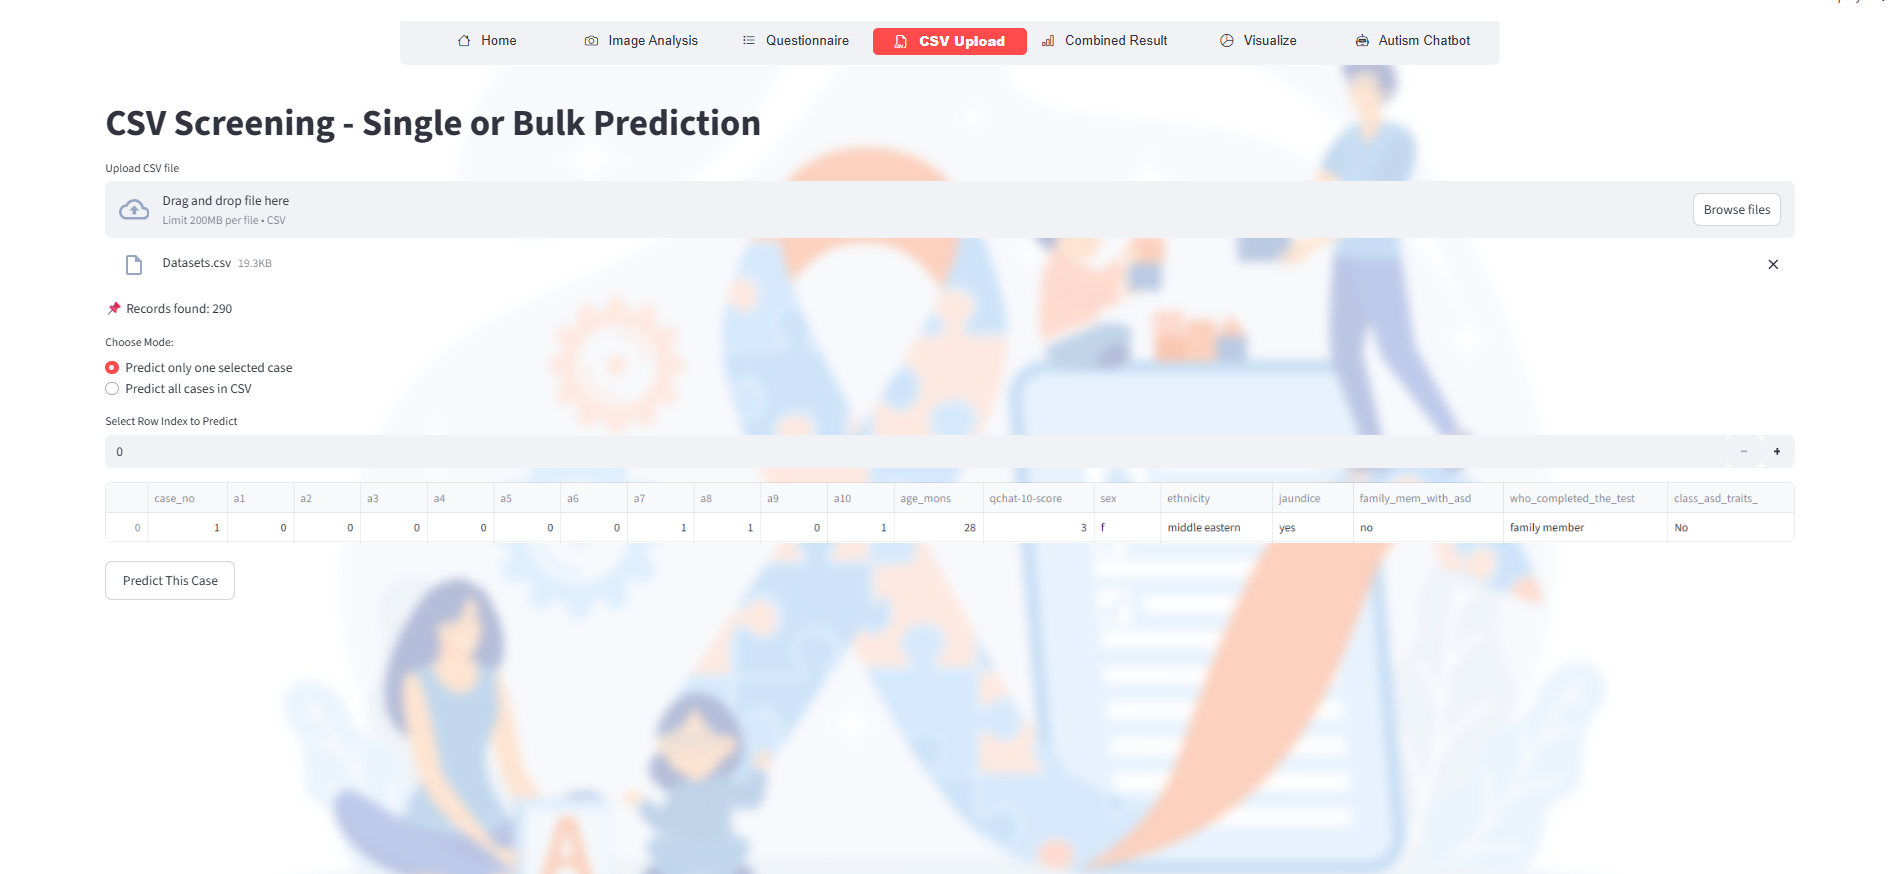 Home Image Analysis Questionnaire CSV Upload Combined Result Visualize Autism Chatbot
CSV Screening - Single or Bulk Prediction
Upload CSV file
Drag and drop file here
Limit 200MB per file • CSV
Browse files
Datasets.csv 19.3KB
Records found: 290
Choose Mode:
Predict only one selected case
Predict all cases in CSV
Select Row Index to Predict
0
case_no a1 a2 a3 a4 a5 a6 a7 a8 a9 a10 age_mons qchat-10-score sex ethnicity jaundice family_mem_with_asd who_completed_the_test class_asd_traits_
0 1 0 0 0 0 0 0 1 1 0 1 28 3 f middle eastern yes no family member No
Predict This Case
A